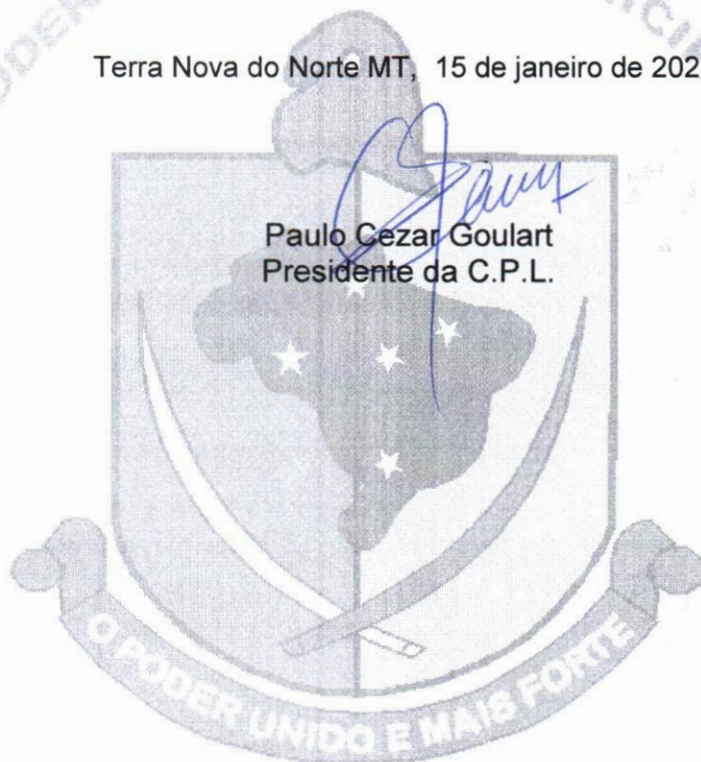 PODER
Terra Nova do Norte MT, 15 de janeiro de 202
Paulo Cezar Goulart
Presidente da C.P.L.
O PODER UNIDO E MAIS FORTE